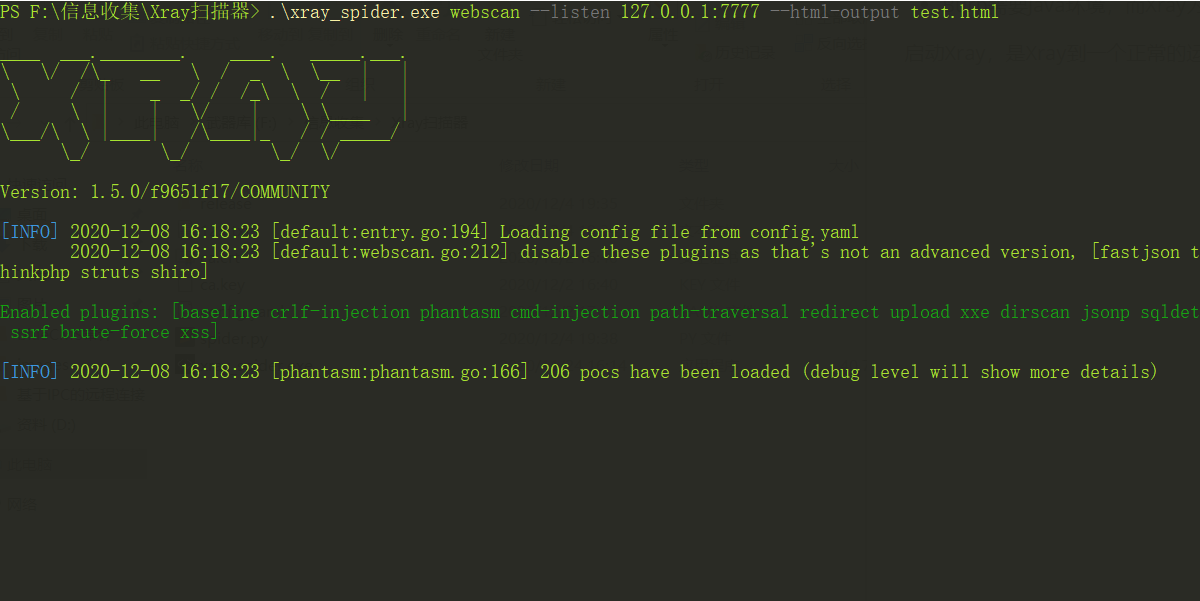 PS F:\信息收集\Xray扫描器> .\xray_spider.exe webscan --listen 127.0.0.1:7777 --html-output test.html
XRAY
Version: 1.5.0/f9651f17/COMMUNITY
[INFO] 2020-12-08 16:18:23 [default:entry.go:194] Loading config file from config.yaml
2020-12-08 16:18:23 [default:webscan.go:212] disable these plugins as that's not an advanced version, [fastjson t
hinkphp struts shiro]
Enabled plugins: [baseline crlf-injection phantasm cmd-injection path-traversal redirect upload xxe dirscan jsonp sqldet
ssrf brute-force xss]
[INFO] 2020-12-08 16:18:23 [phantasm:phantasm.go:166] 206 pocs have been loaded (debug level will show more details)